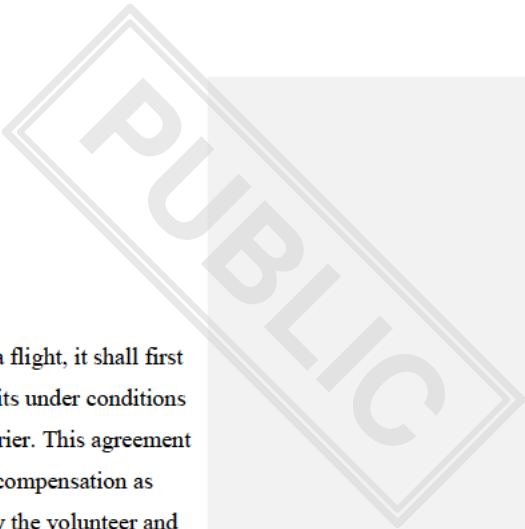 PUBLIC
a flight, it shall first
its under conditions
rier. This agreement
compensation as
the volunteer and